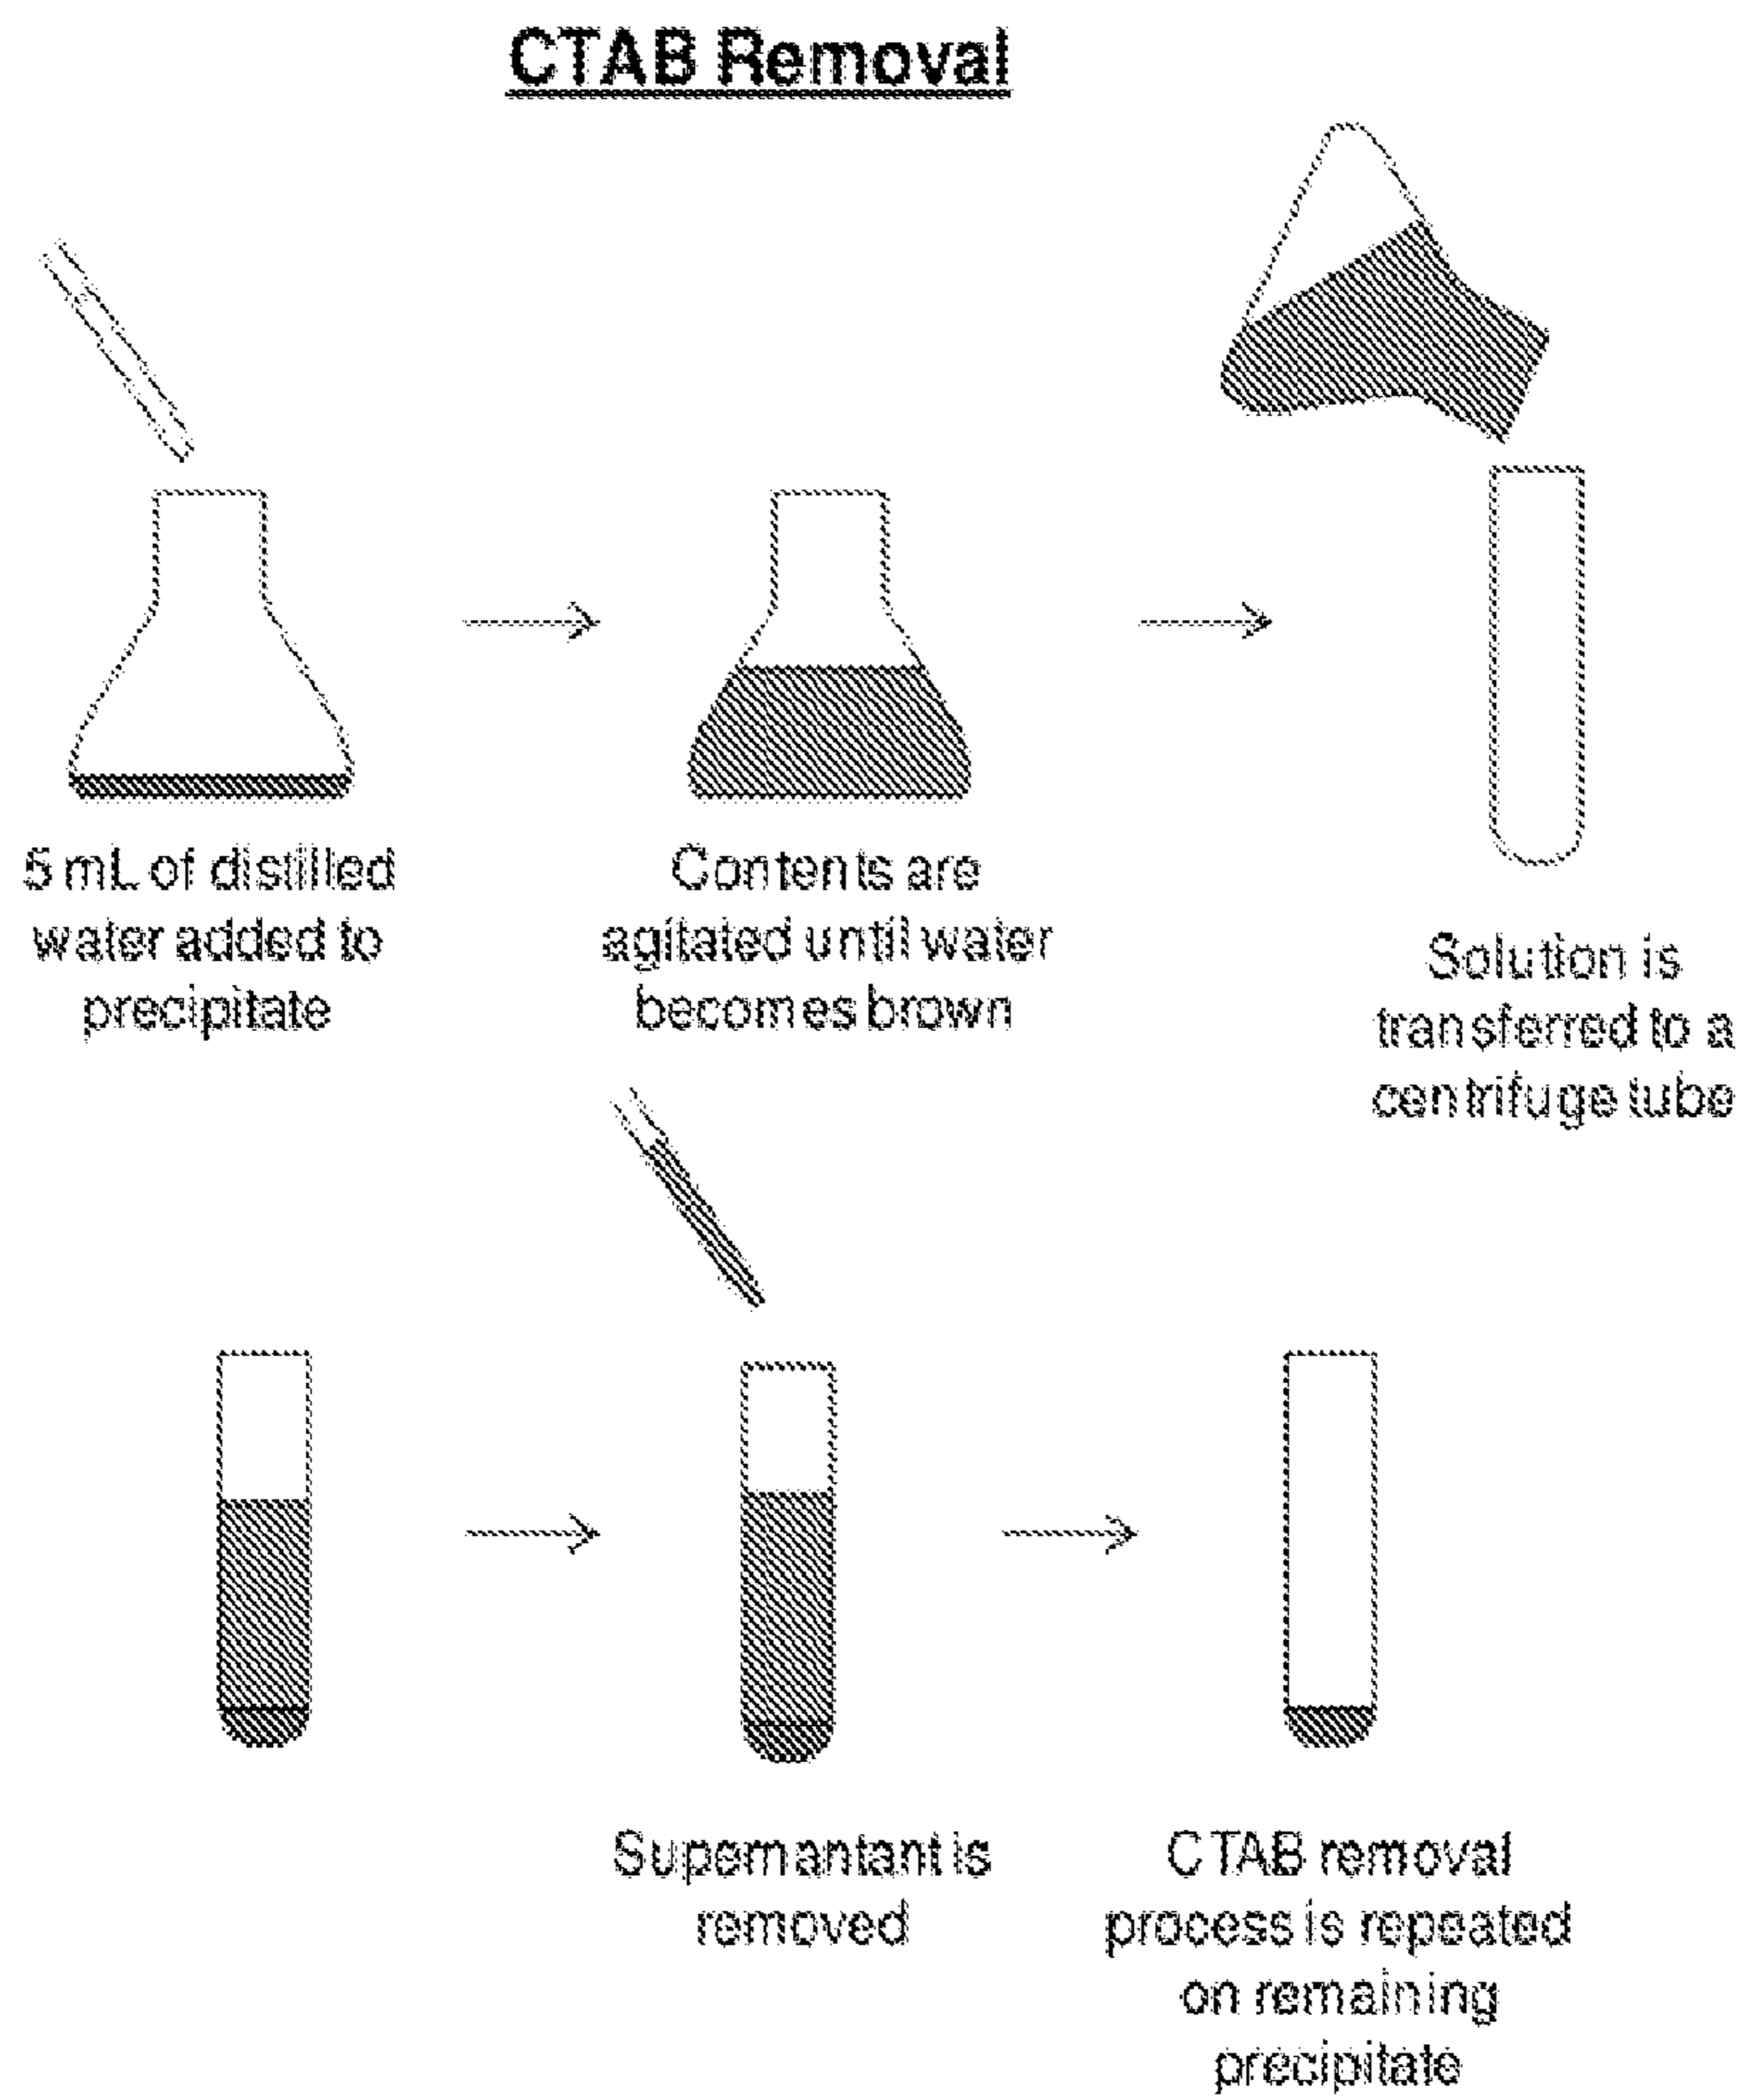 CTAB Removal
5 mL of distilled
water added to
precipitate
Contents are
agitated until water
becomes brown
Solution is
transferred to a
centrifuge tube
Supernantant is
removed
CTAB removal
process is repeated
on remaining
precipitate